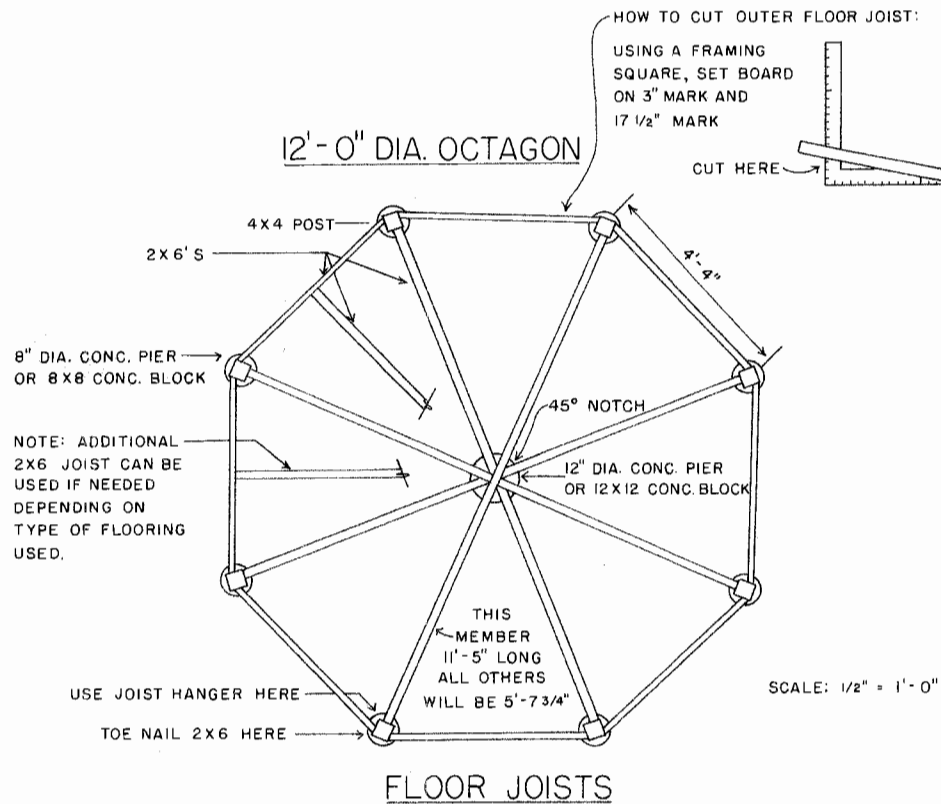 HOW TO CUT OUTER FLOOR JOIST:
USING A FRAMING
SQUARE, SET BOARD
ON 3" MARK AND
17 1/2" MARK
CUT HERE
12'-0" DIA. OCTAGON
4X4 POST
2X6'S
4'-4"
8" DIA. CONC. PIER
OR 8X8 CONC. BLOCK
45° NOTCH
NOTE: ADDITIONAL
2X6 JOIST CAN BE
USED IF NEEDED
DEPENDING ON
TYPE OF FLOORING
USED.
12" DIA. CONC. PIER
OR 12X12 CONC. BLOCK
THIS
MEMBER
11'-5" LONG
ALL OTHERS
WILL BE 5'-7 3/4"
USE JOIST HANGER HERE
TOE NAIL 2X6 HERE
SCALE: 1/2" = 1'-0"
FLOOR JOISTS